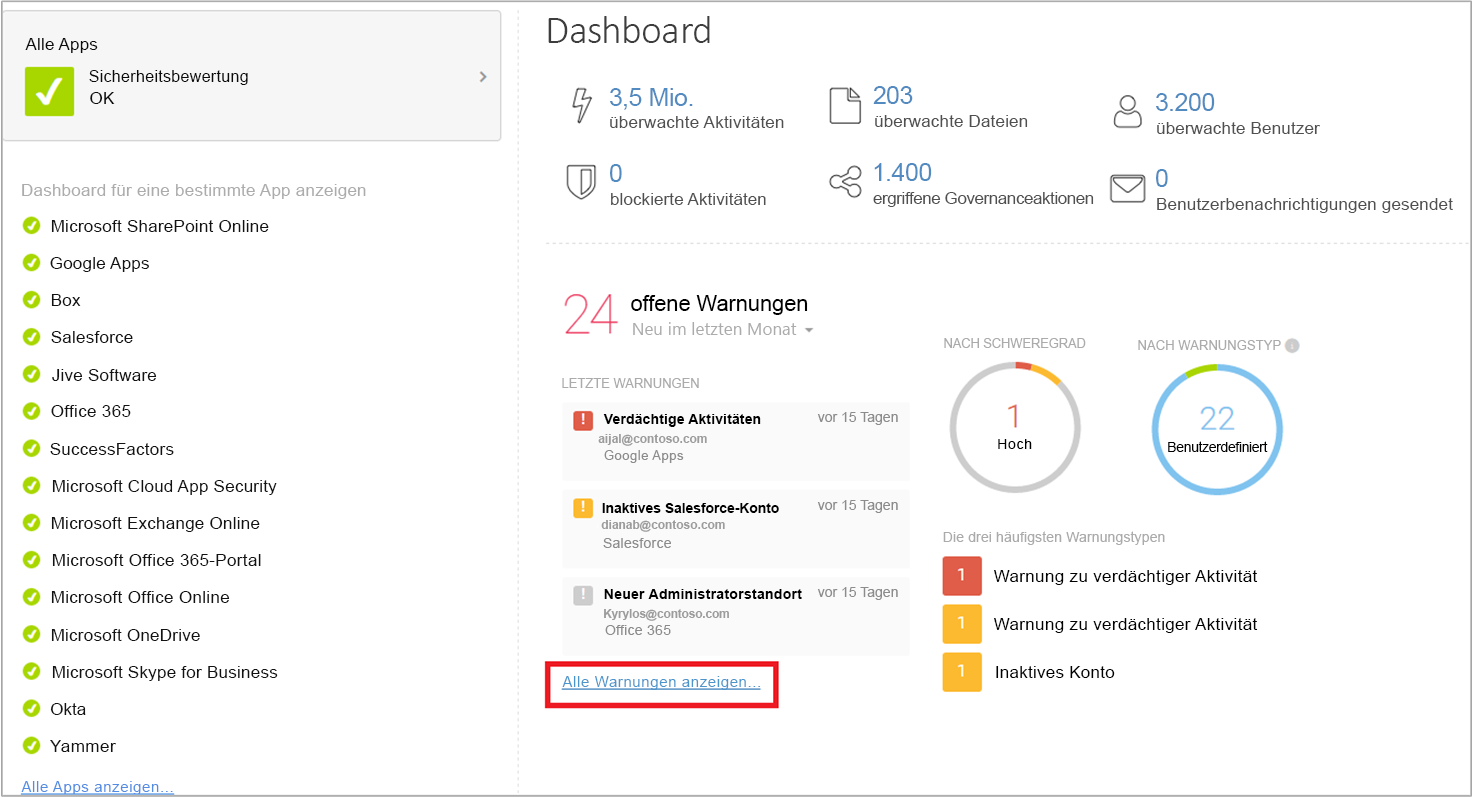 Alle Apps
Sicherheitsbewertung
OK
Dashboard für eine bestimmte App anzeigen
Microsoft SharePoint Online
Google Apps
Box
Salesforce
Jive Software
Office 365
SuccessFactors
Microsoft Cloud App Security
Microsoft Exchange Online
Microsoft Office 365-Portal
Microsoft Office Online
Microsoft OneDrive
Microsoft Skype for Business
Okta
Yammer
Alle Apps anzeigen...
Dashboard
3,5 Mio.
überwachte Aktivitäten
203
überwachte Dateien
3.200
überwachte Benutzer
0
blockierte Aktivitäten
1.400
ergriffene Governanceaktionen
0
Benutzerbenachrichtigungen gesendet
24 offene Warnungen
Neu im letzten Monat
LETZTE WARNUNGEN
! Verdächtige Aktivitäten vor 15 Tagen
aijal@contoso.com
Google Apps
! Inaktives Salesforce-Konto vor 15 Tagen
dianab@contoso.com
Salesforce
! Neuer Administratorstandort vor 15 Tagen
Kyrylos@contoso.com
Office 365
Alle Warnungen anzeigen...
NACH SCHWEREGRAD
1
Hoch
NACH WARNUNGSTYP i
22
Benutzerdefiniert
Die drei häufigsten Warnungstypen
1 Warnung zu verdächtiger Aktivität
1 Warnung zu verdächtiger Aktivität
1 Inaktives Konto